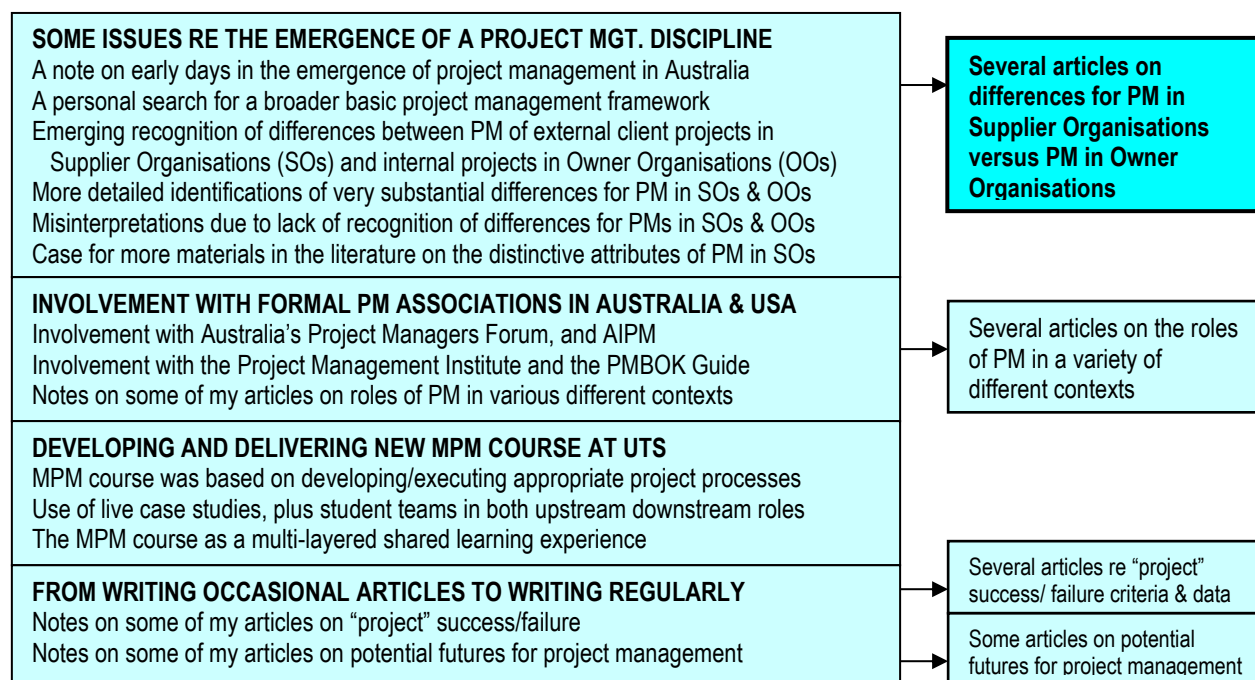 SOME ISSUES RE THE EMERGENCE OF A PROJECT MGT. DISCIPLINE
A note on early days in the emergence of project management in Australia
A personal search for a broader basic project management framework
Emerging recognition of differences between PM of external client projects in
Supplier Organisations (SOs) and internal projects in Owner Organisations (OOs)
More detailed identifications of very substantial differences for PM in SOs & OOs
Misinterpretations due to lack of recognition of differences for PMs in SOs & OOs
Case for more materials in the literature on the distinctive attributes of PM in SOs
Several articles on
differences for PM in
Supplier Organisations
versus PM in Owner
Organisations
INVOLVEMENT WITH FORMAL PM ASSOCIATIONS IN AUSTRALIA & USA
Involvement with Australia's Project Managers Forum, and AIPM
Involvement with the Project Management Institute and the PMBOK Guide
Notes on some of my articles on roles of PM in various different contexts
Several articles on the roles
of PM in a variety of
different contexts
DEVELOPING AND DELIVERING NEW MPM COURSE AT UTS
MPM course was based on developing/executing appropriate project processes
Use of live case studies, plus student teams in both upstream downstream roles
The MPM course as a multi-layered shared learning experience
FROM WRITING OCCASIONAL ARTICLES TO WRITING REGULARLY
Notes on some of my articles on "project" success/failure
Notes on some of my articles on potential futures for project management
Several articles re "project"
success/ failure criteria & data
Some articles on potential
futures for project management